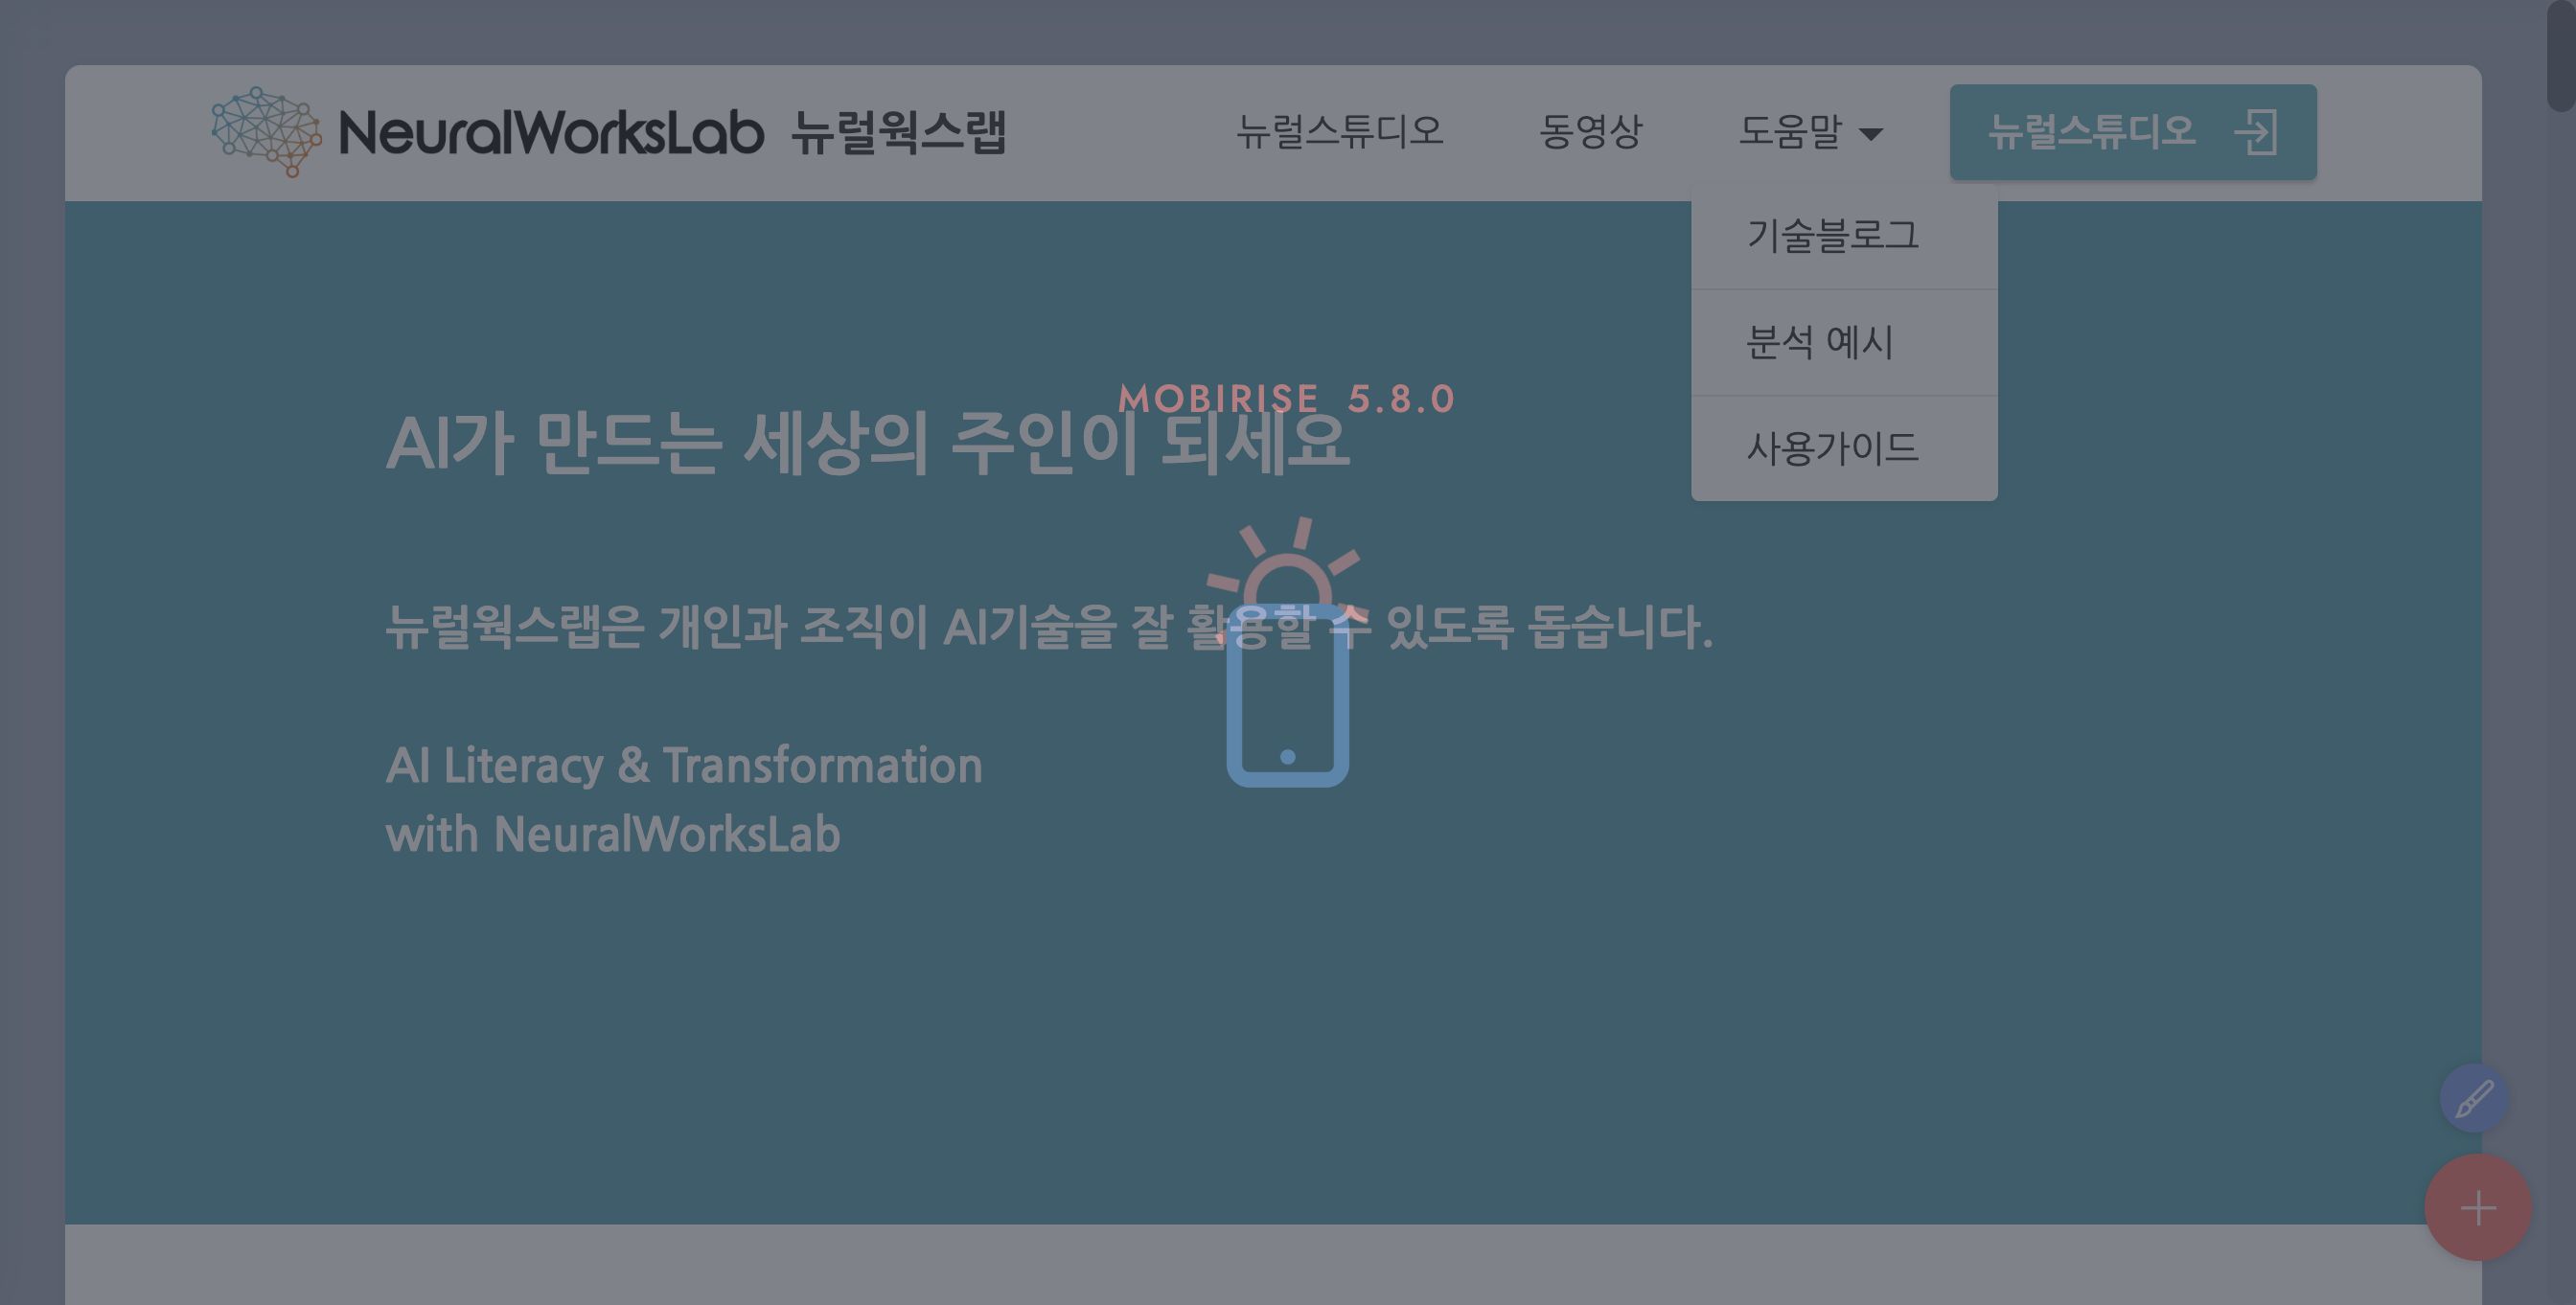 NeuralWorksLab 뉴럴웍스랩
뉴럴스튜디오
동영상
도움말
뉴럴스튜디오
기술블로그
분석 예시
사용가이드
MOBIRISE 5.8.0
AI가 만드는 세상의 주인이 되세요
뉴럴웍스랩은 개인과 조직이 AI기술을 잘 활용할 수 있도록 돕습니다.
AI Literacy & Transformation
with NeuralWorksLab